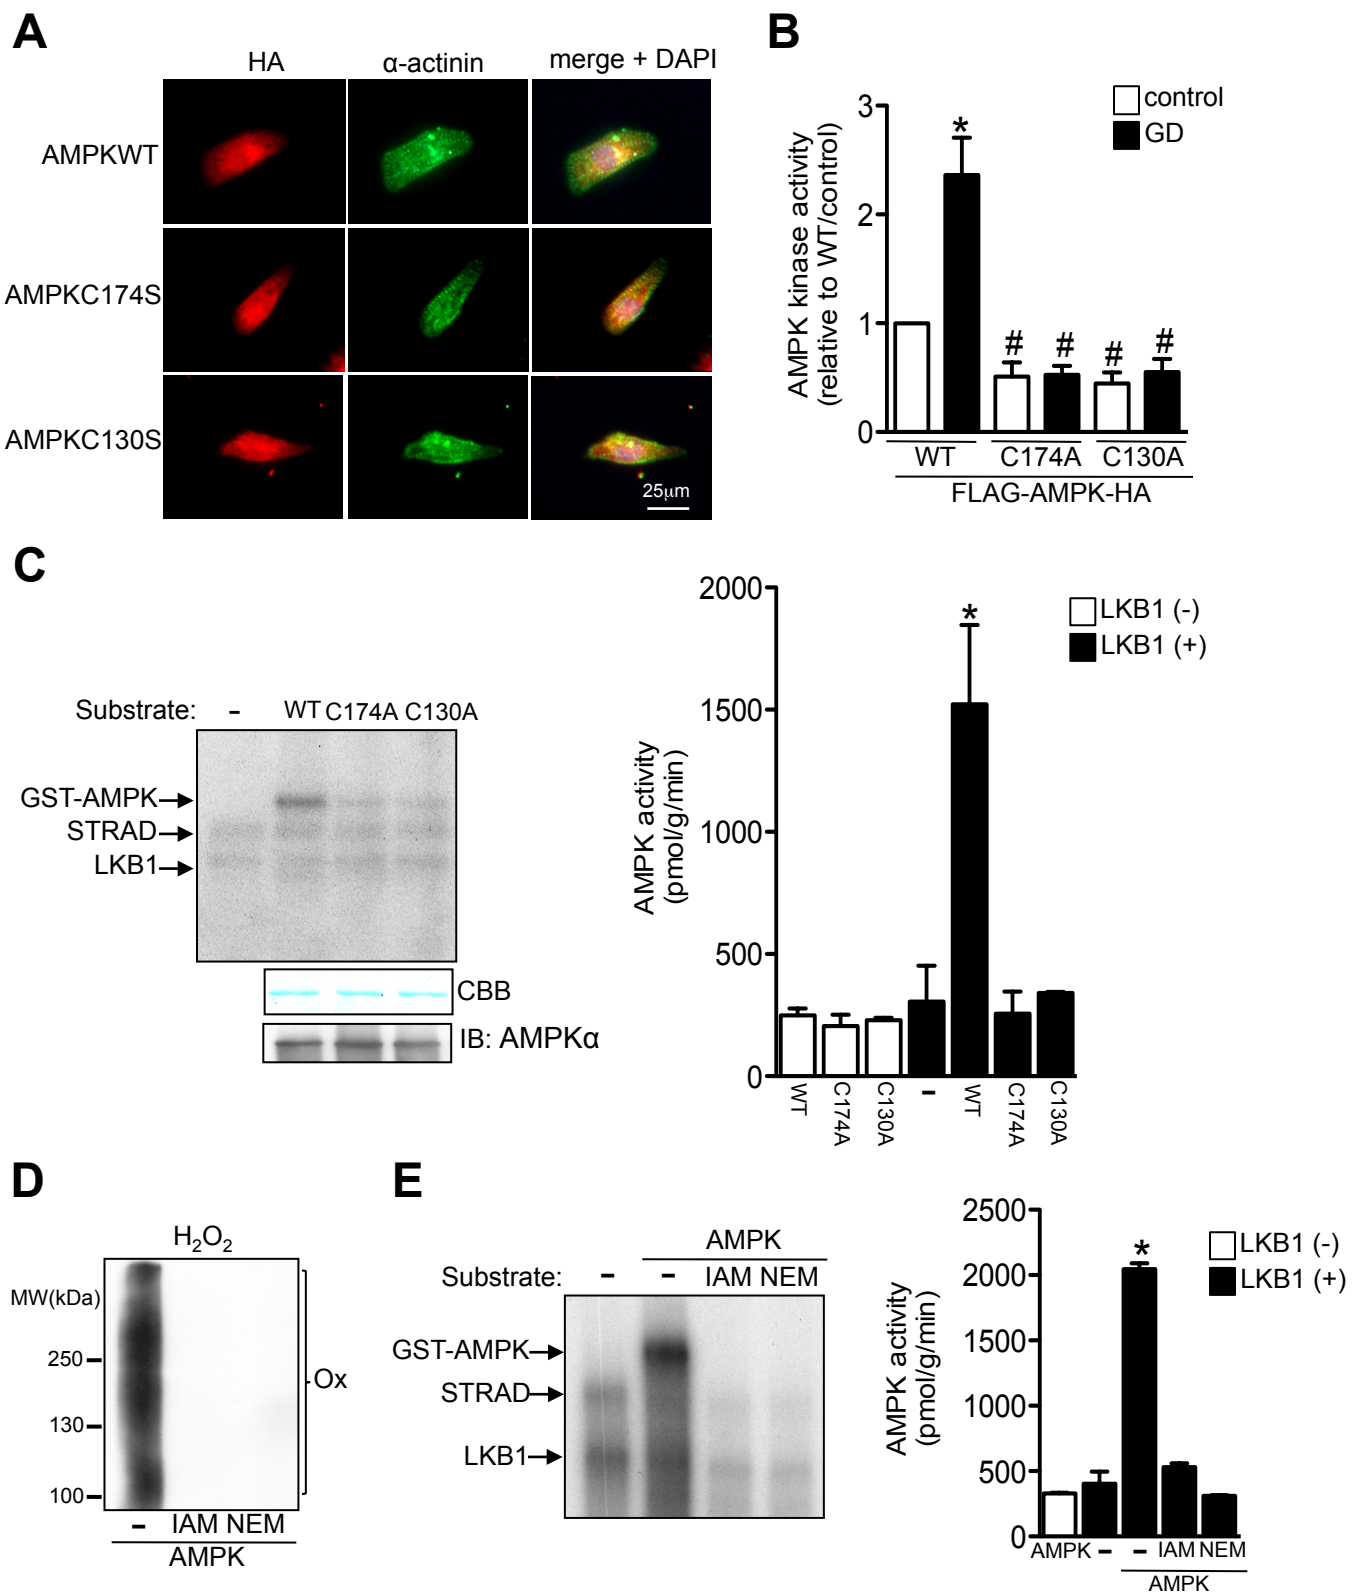 A
HA α-actinin merge + DAPI
AMPKWT
AMPKC174S
AMPKC130S
25µm
B
control
GD
AMPK kinase activity
(relative to WT/control)
3
2
1
0
*
# # # #
WT C174A C130A
FLAG-AMPK-HA
C
Substrate: - WT C174A C130A
GST-AMPK
STRAD
LKB1
CBB
IB: AMPKα
LKB1 (-)
LKB1 (+)
AMPK activity
(pmol/g/min)
2000
1500
1000
500
0
*
WT C174A C130A - WT C174A C130A
D
H₂O₂
MW(kDa)
250
130
100
Ox
- IAM NEM
AMPK
E
AMPK
Substrate: - - IAM NEM
GST-AMPK
STRAD
LKB1
LKB1 (-)
LKB1 (+)
AMPK activity
(pmol/g/min)
2500
2000
1500
1000
500
0
*
AMPK - - IAM NEM
AMPK